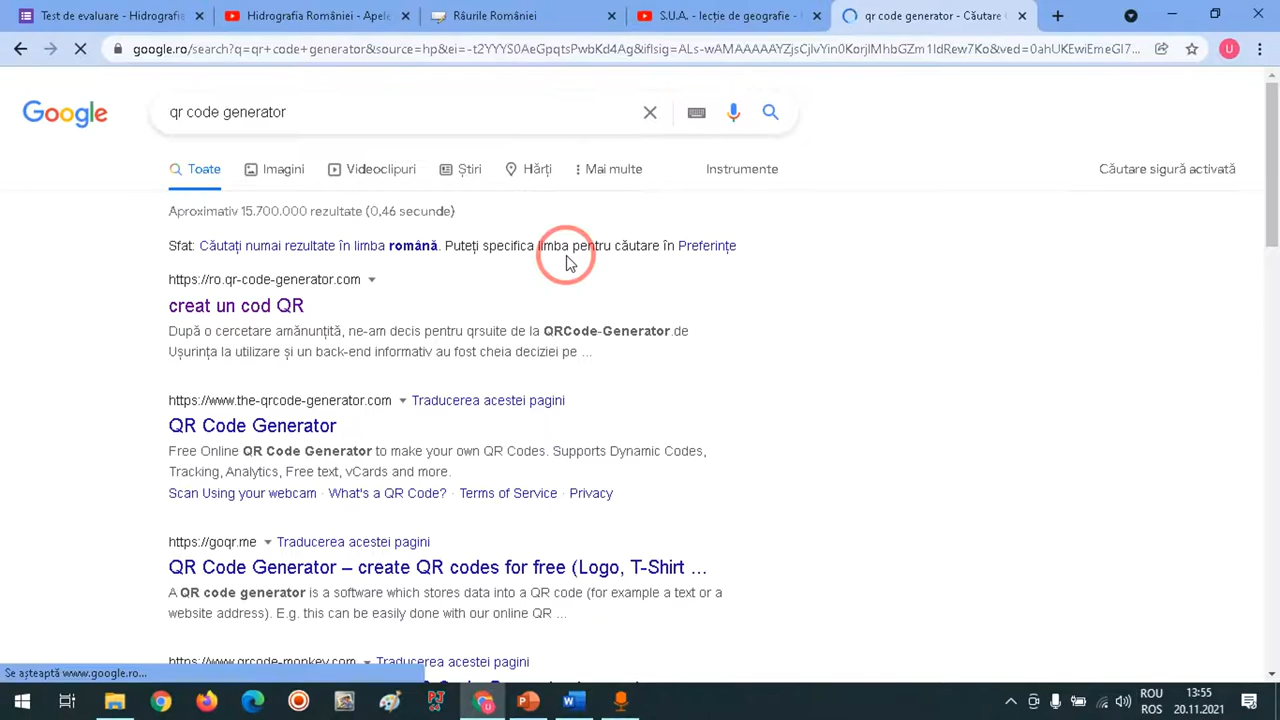 Test de evaluare - Hidrografia
Hidrografia României - Apele
Râurile României
S.U.A. - lecție de geografie -
qr code generator - Căutare
google.ro/search?q=qr+code+generator&source=hp&ei=-t2YYYS0AeGpqtsPwbKd4Ag&iflsig=ALs-wAMAAAAAYZjsCjlvYin0KorjlMhbGZm1ldRew7Ko&ved=0ahUKEwiEmeGl7...
U
Google
qr code generator
Toate Imagini Videoclipuri Știri Hărți Mai multe Instrumente Căutare sigură activată
Aproximativ 15.700.000 rezultate (0,46 secunde)
Sfat: Căutați numai rezultate în limba română. Puteți specifica limba pentru căutare în Preferințe
https://ro.qr-code-generator.com
creat un cod QR
După o cercetare amănunțită, ne-am decis pentru qrsuite de la QRCode-Generator.de
Ușurința la utilizare și un back-end informativ au fost cheia deciziei pe ...
https://www.the-qrcode-generator.com Traducerea acestei pagini
QR Code Generator
Free Online QR Code Generator to make your own QR Codes. Supports Dynamic Codes,
Tracking, Analytics, Free text, vCards and more.
Scan Using your webcam · What's a QR Code? · Terms of Service · Privacy
https://goqr.me Traducerea acestei pagini
QR Code Generator – create QR codes for free (Logo, T-Shirt ...
A QR code generator is a software which stores data into a QR code (for example a text or a
website address). E.g. this can be easily done with our online QR ...
https://www.qrcode-monkey.com Traducerea acestei pagini
Se așteaptă www.google.ro...
ROU
ROS
13:55
20.11.2021